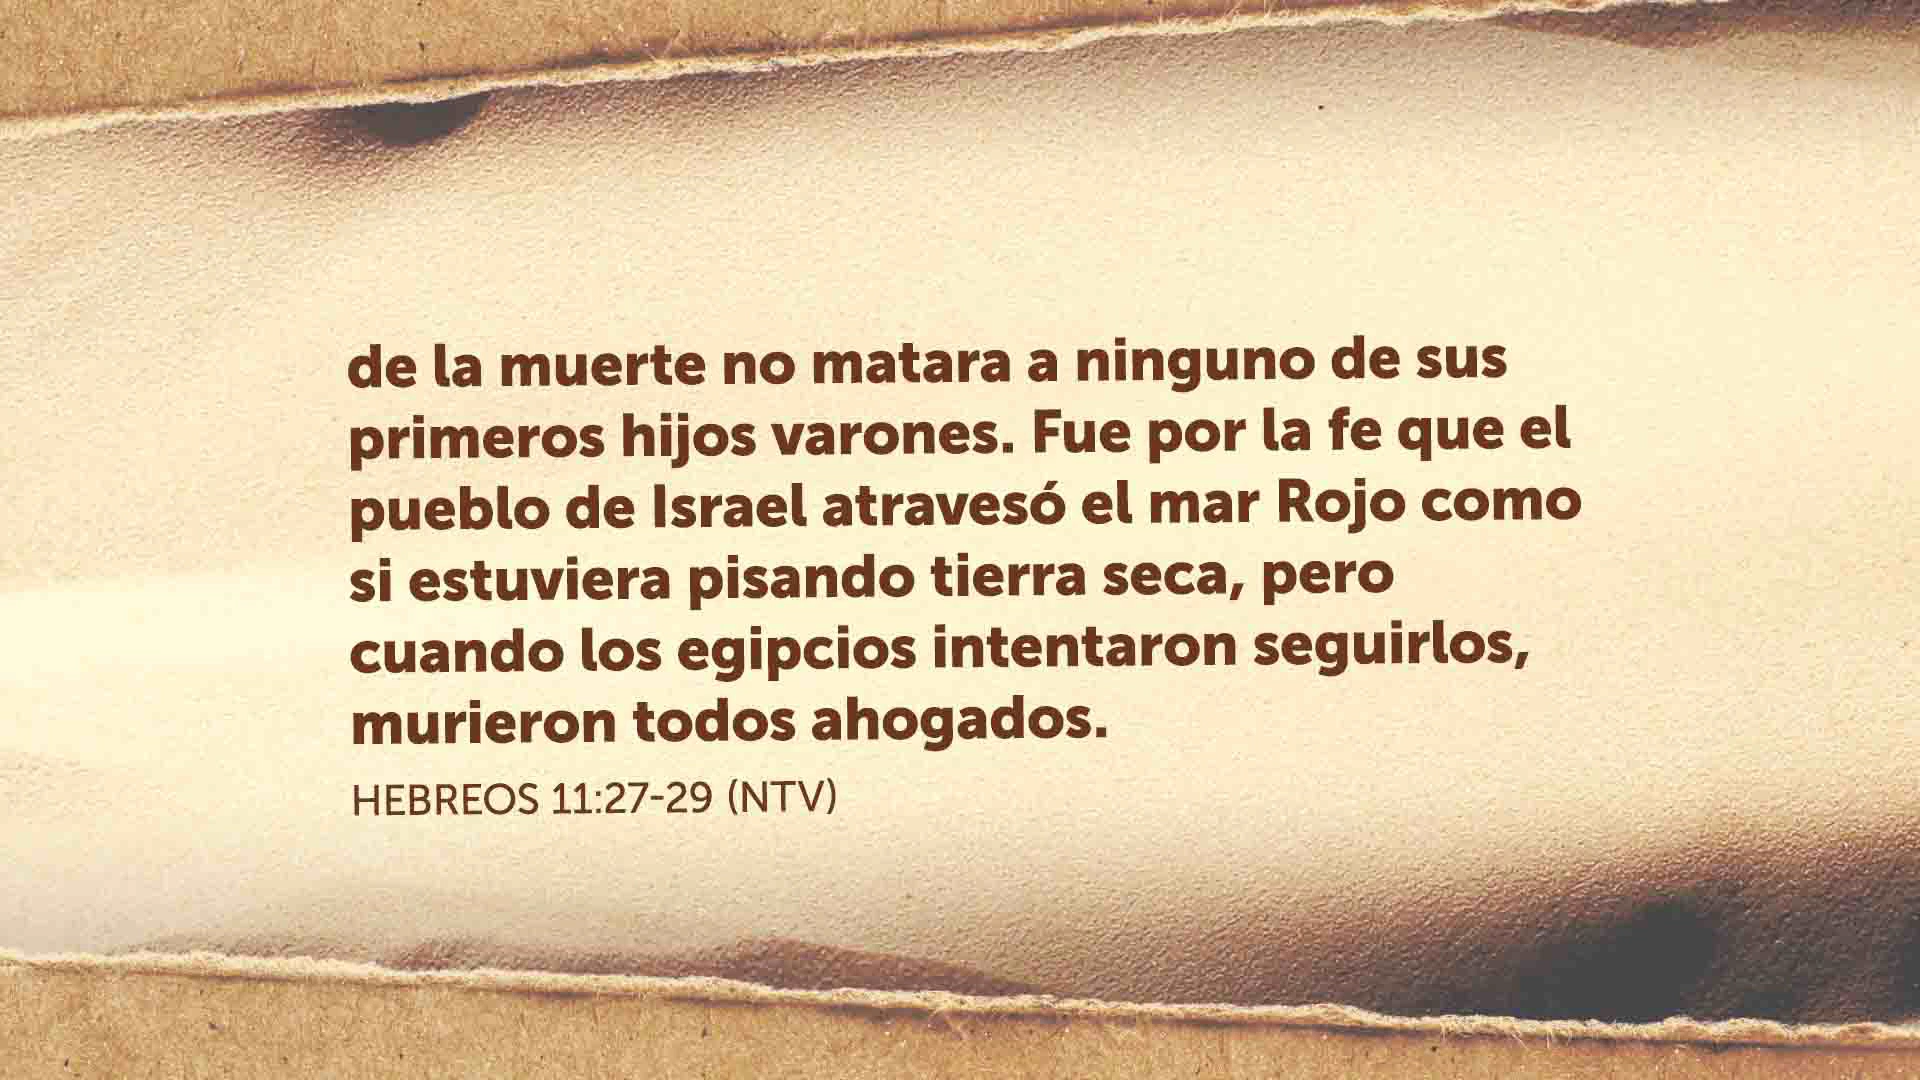 de la muerte no matara a ninguno de sus
primeros hijos varones. Fue por la fe que el
pueblo de Israel atravesó el mar Rojo como
si estuviera pisando tierra seca, pero
cuando los egipcios intentaron seguirlos,
murieron todos ahogados.
HEBREOS 11:27-29 (NTV)